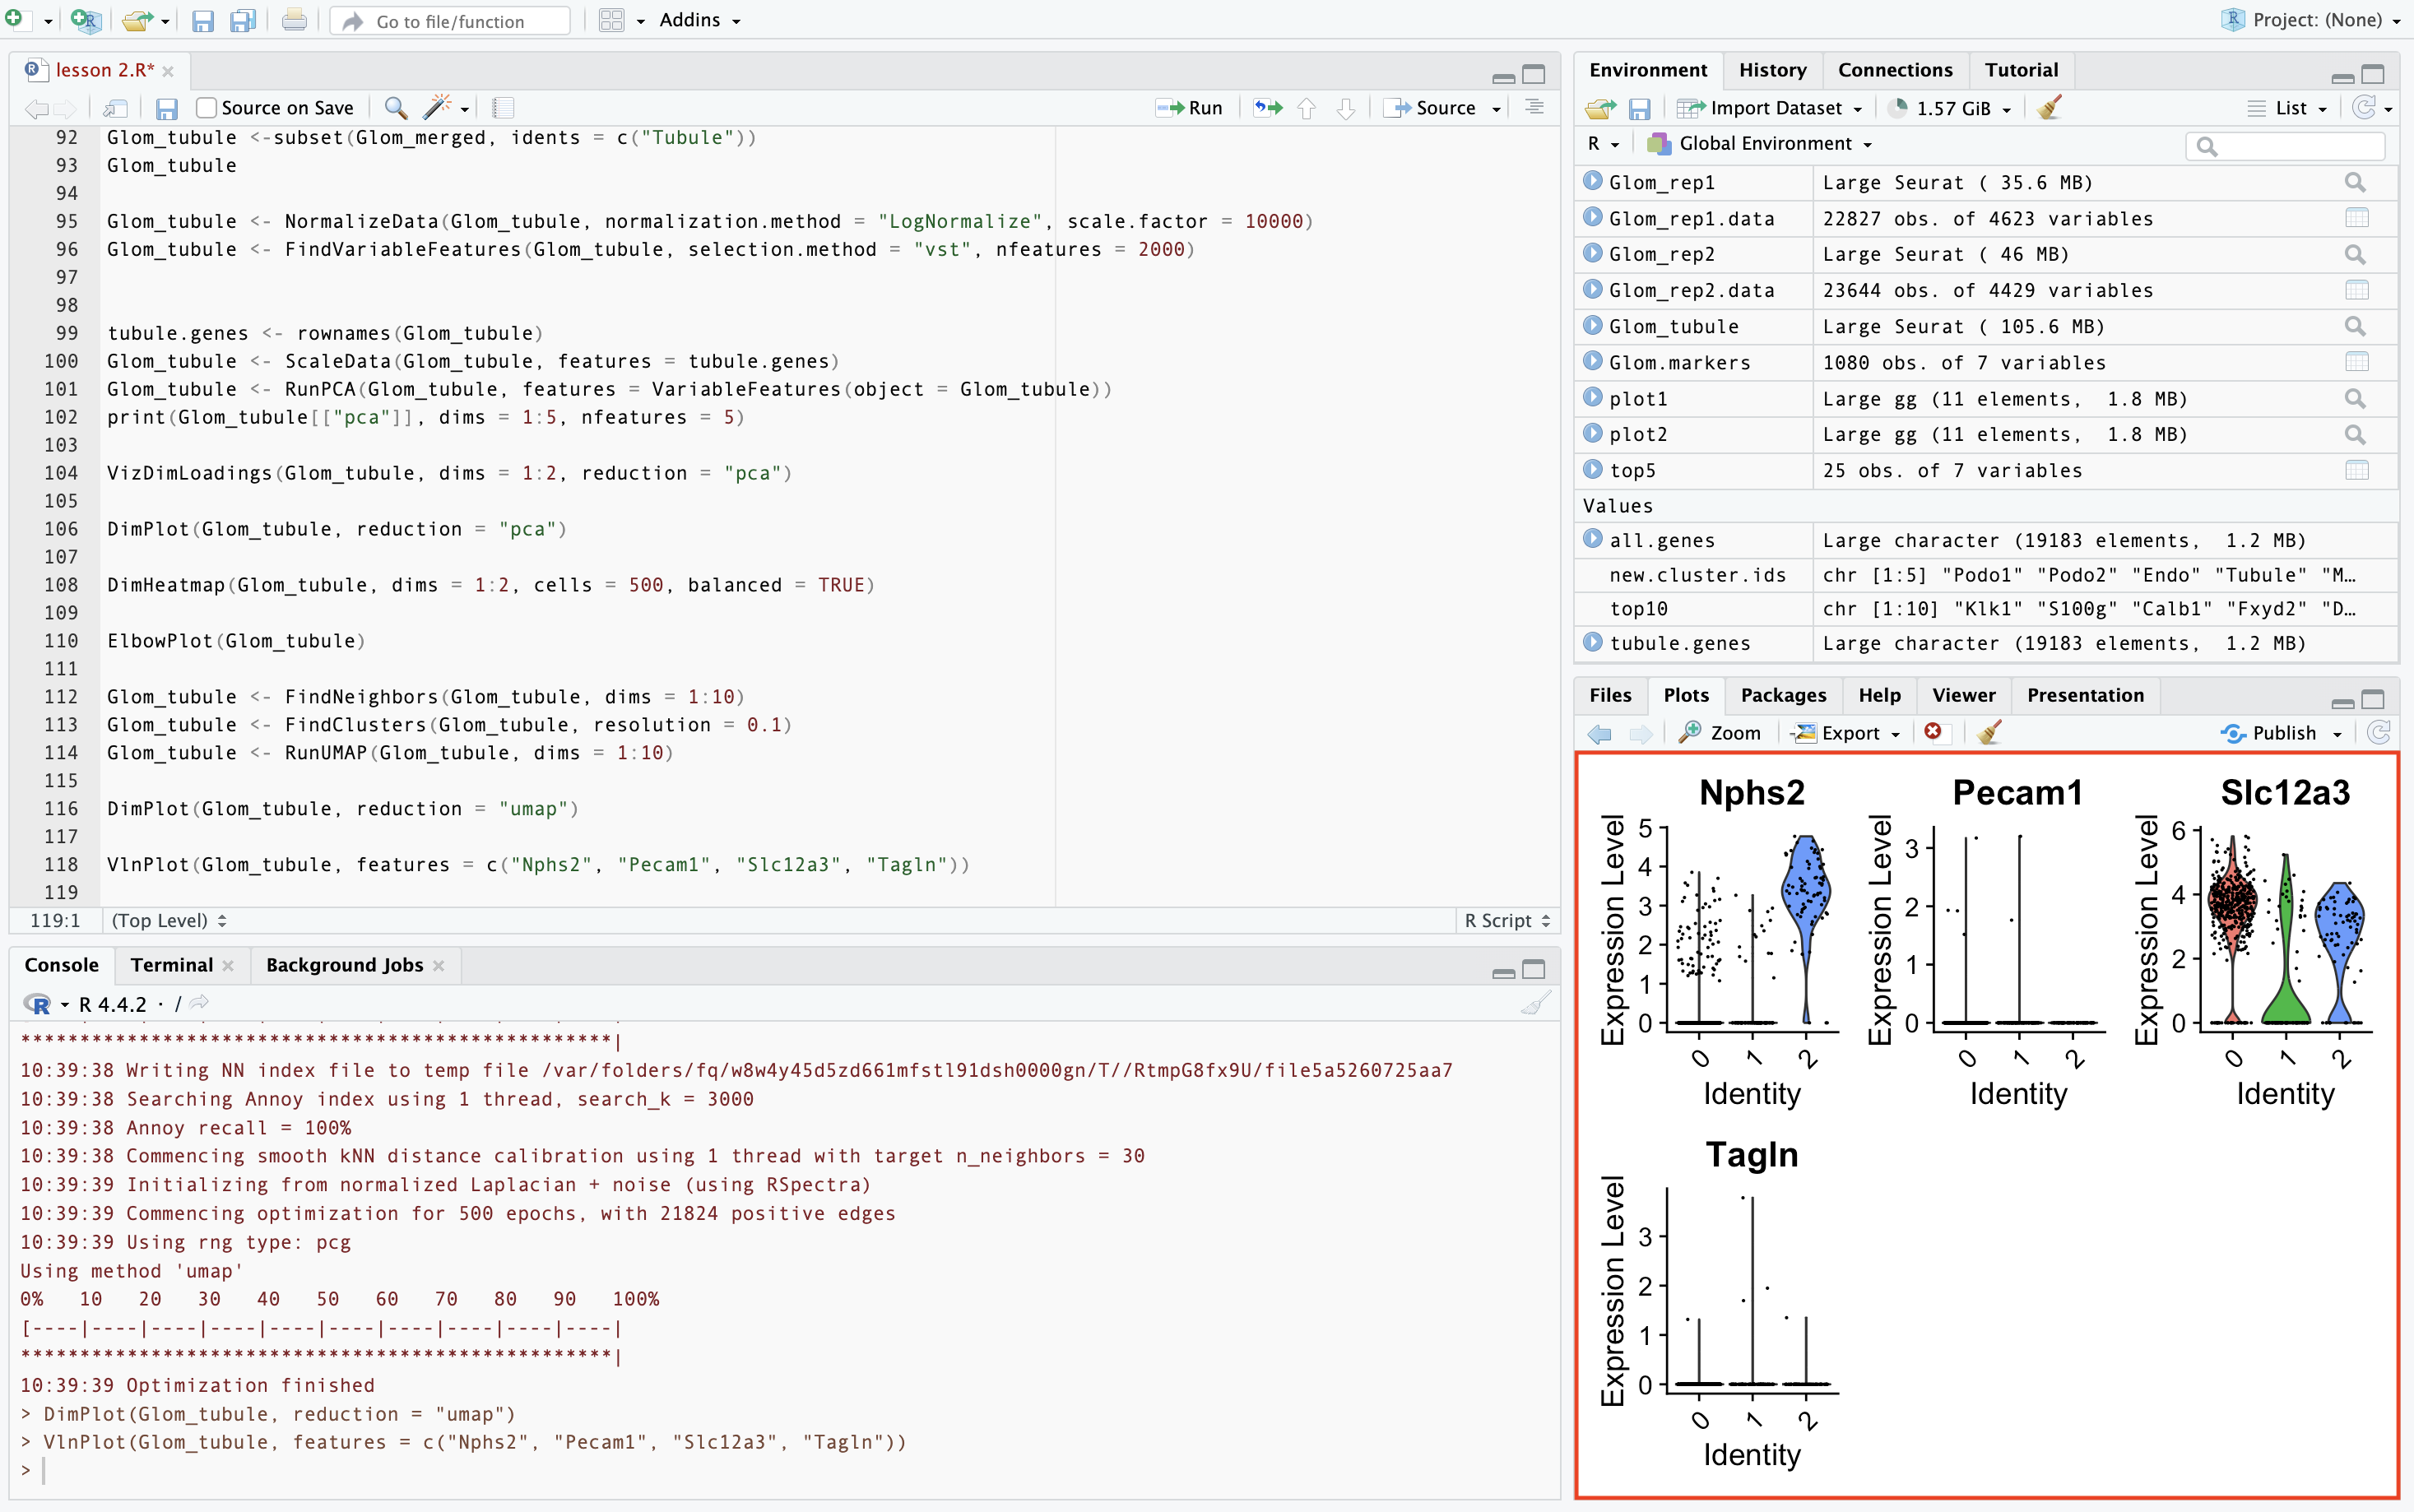 Go to file/function
Addins
Project: (None)
lesson 2.R*
Source on Save
Run
Source
92 Glom_tubule <-subset(Glom_merged, idents = c("Tubule"))
93 Glom_tubule
94
95 Glom_tubule <- NormalizeData(Glom_tubule, normalization.method = "LogNormalize", scale.factor = 10000)
96 Glom_tubule <- FindVariableFeatures(Glom_tubule, selection.method = "vst", nfeatures = 2000)
97
98
99 tubule.genes <- rownames(Glom_tubule)
100 Glom_tubule <- ScaleData(Glom_tubule, features = tubule.genes)
101 Glom_tubule <- RunPCA(Glom_tubule, features = VariableFeatures(object = Glom_tubule))
102 print(Glom_tubule[["pca"]], dims = 1:5, nfeatures = 5)
103
104 VizDimLoadings(Glom_tubule, dims = 1:2, reduction = "pca")
105
106 DimPlot(Glom_tubule, reduction = "pca")
107
108 DimHeatmap(Glom_tubule, dims = 1:2, cells = 500, balanced = TRUE)
109
110 ElbowPlot(Glom_tubule)
111
112 Glom_tubule <- FindNeighbors(Glom_tubule, dims = 1:10)
113 Glom_tubule <- FindClusters(Glom_tubule, resolution = 0.1)
114 Glom_tubule <- RunUMAP(Glom_tubule, dims = 1:10)
115
116 DimPlot(Glom_tubule, reduction = "umap")
117
118 VlnPlot(Glom_tubule, features = c("Nphs2", "Pecam1", "Slc12a3", "Tagln"))
119
119:1 (Top Level) R Script
Console Terminal Background Jobs
R 4.4.2 · /
**************************************************|
10:39:38 Writing NN index file to temp file /var/folders/fq/w8w4y45d5zd661mfstl91dsh0000gn/T//RtmpG8fx9U/file5a5260725aa7
10:39:38 Searching Annoy index using 1 thread, search_k = 3000
10:39:38 Annoy recall = 100%
10:39:38 Commencing smooth kNN distance calibration using 1 thread with target n_neighbors = 30
10:39:39 Initializing from normalized Laplacian + noise (using RSpectra)
10:39:39 Commencing optimization for 500 epochs, with 21824 positive edges
10:39:39 Using rng type: pcg
Using method 'umap'
0% 10 20 30 40 50 60 70 80 90 100%
[----|----|----|----|----|----|----|----|----|----|
**************************************************|
10:39:39 Optimization finished
> DimPlot(Glom_tubule, reduction = "umap")
> VlnPlot(Glom_tubule, features = c("Nphs2", "Pecam1", "Slc12a3", "Tagln"))
>
Environment History Connections Tutorial
Import Dataset 1.57 GiB List
R Global Environment
Glom_rep1 Large Seurat ( 35.6 MB)
Glom_rep1.data 22827 obs. of 4623 variables
Glom_rep2 Large Seurat ( 46 MB)
Glom_rep2.data 23644 obs. of 4429 variables
Glom_tubule Large Seurat ( 105.6 MB)
Glom.markers 1080 obs. of 7 variables
plot1 Large gg (11 elements, 1.8 MB)
plot2 Large gg (11 elements, 1.8 MB)
top5 25 obs. of 7 variables
Values
all.genes Large character (19183 elements, 1.2 MB)
new.cluster.ids chr [1:5] "Podo1" "Podo2" "Endo" "Tubule" "M…
top10 chr [1:10] "Klk1" "S100g" "Calb1" "Fxyd2" "D…
tubule.genes Large character (19183 elements, 1.2 MB)
Files Plots Packages Help Viewer Presentation
Zoom Export Publish
Nphs2
Expression Level
5
4
3
2
1
0
0 1 2
Identity
Pecam1
Expression Level
3
2
1
0
0 1 2
Identity
Slc12a3
Expression Level
6
4
2
0
0 1 2
Identity
Tagln
Expression Level
3
2
1
0
0 1 2
Identity